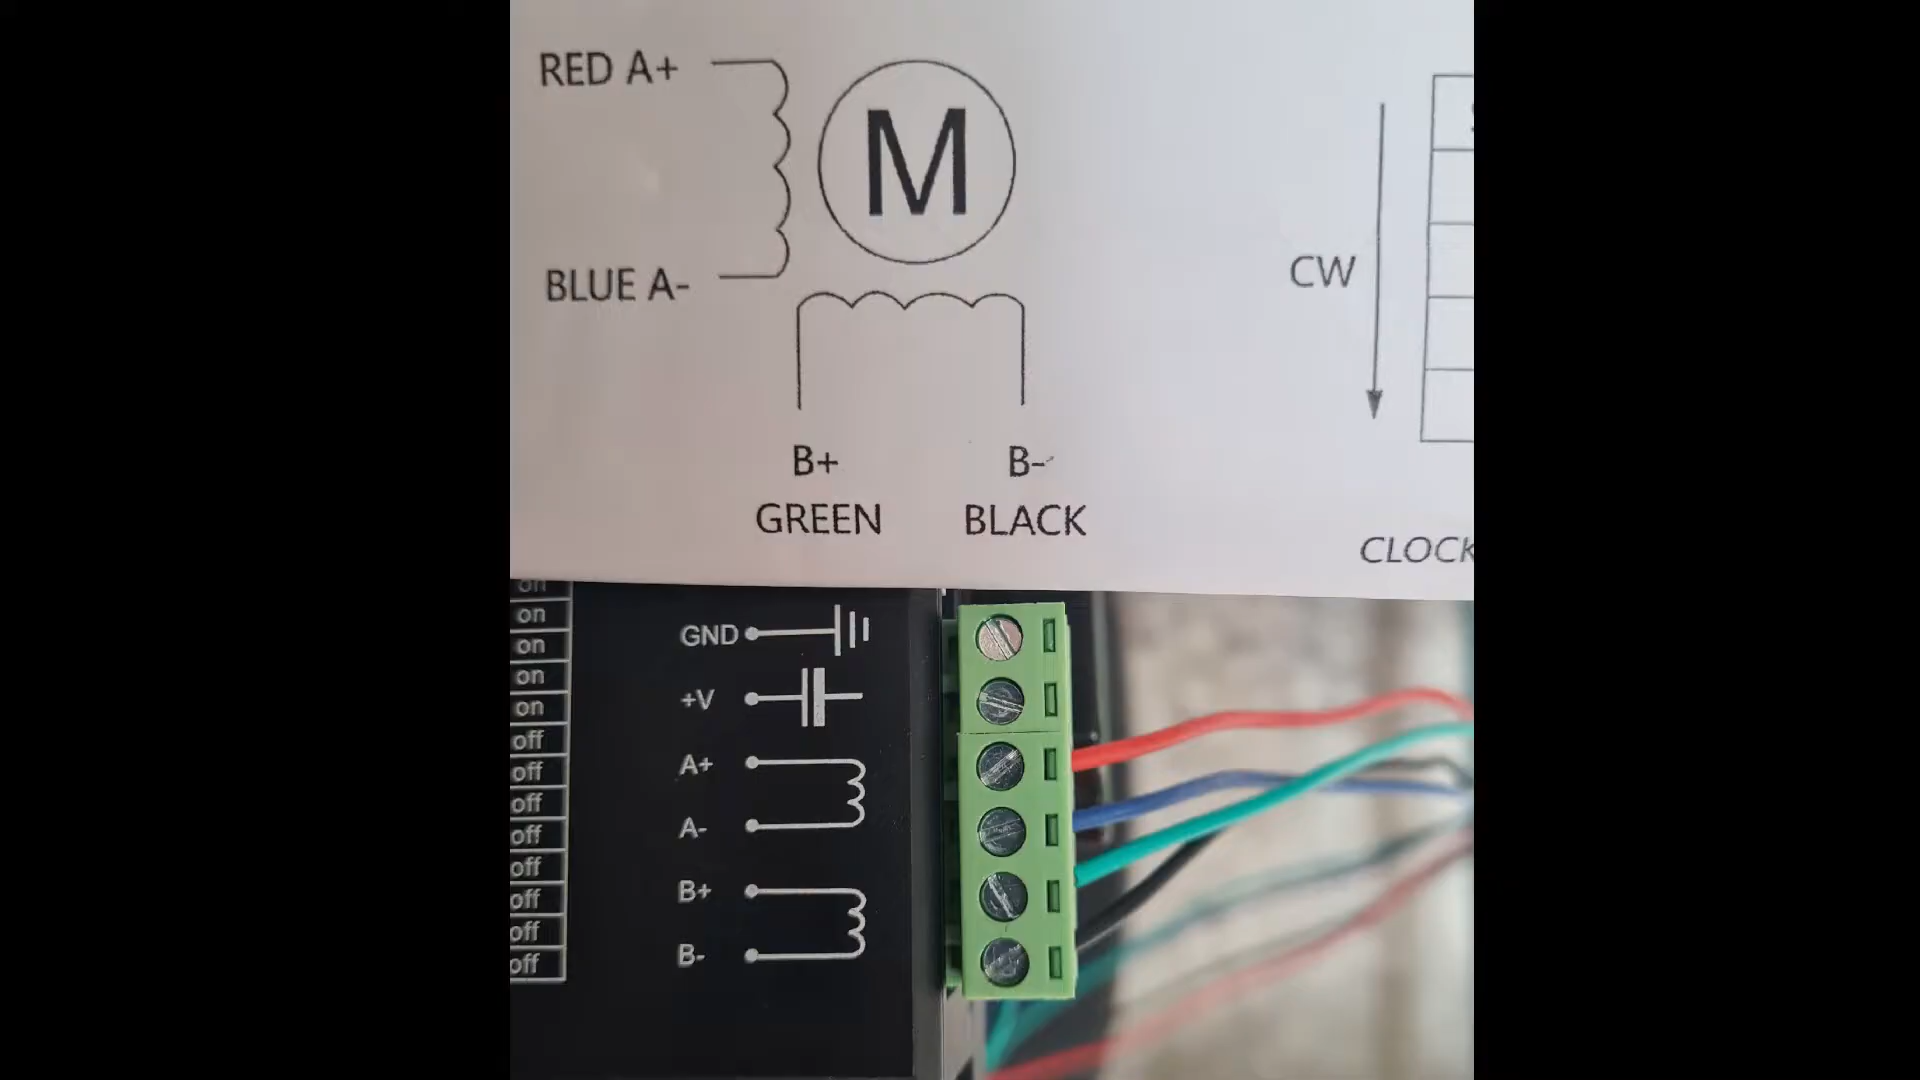 RED A+
M
BLUE A-
CW
B+
B-
GREEN
BLACK
on
on
on
on
on
off
off
off
off
off
off
off
off
GND
+V
A+
A-
B+
B-